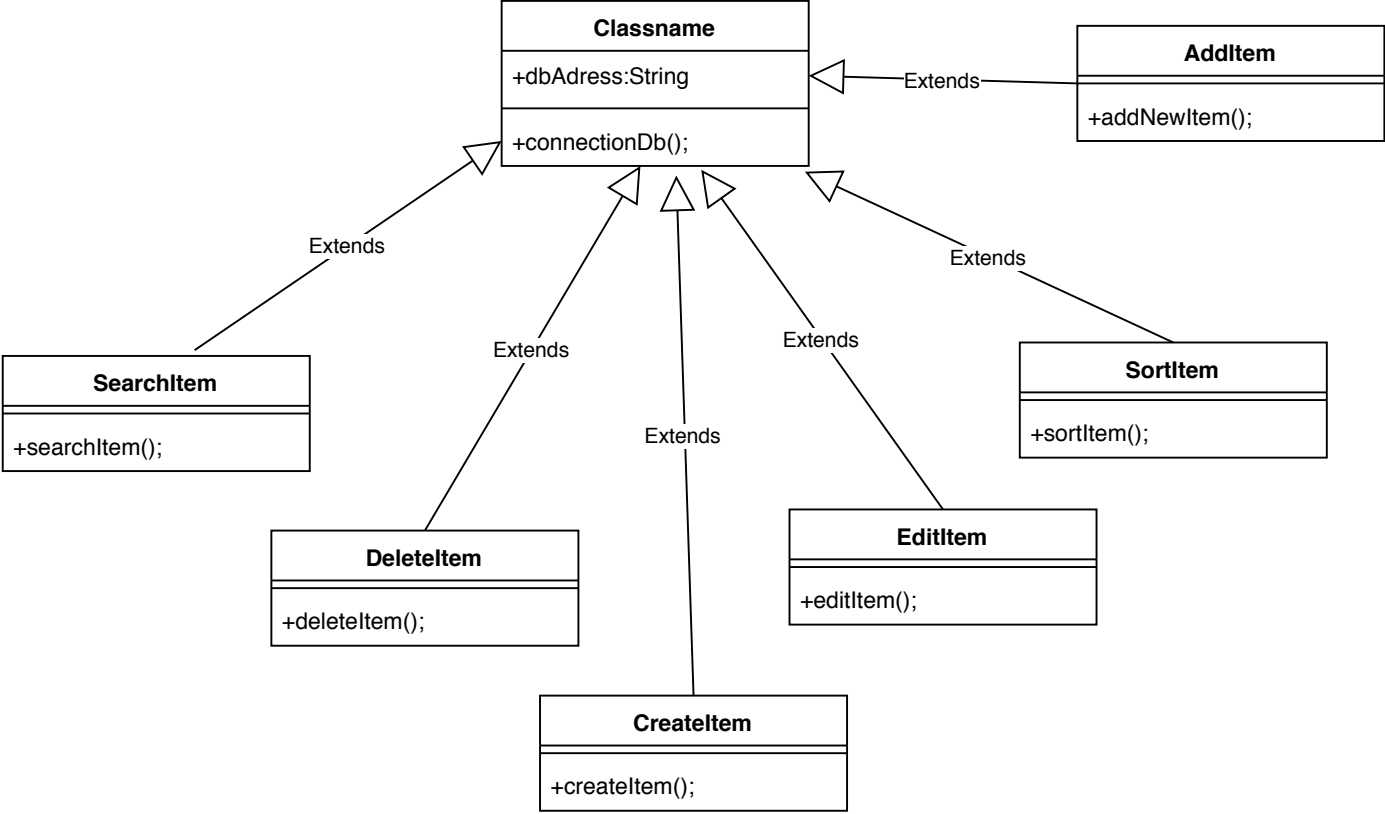 Classname
+dbAdress:String
+connectionDb();
AddItem
+addNewItem();
Extends
Extends
Extends
Extends
Extends
Extends
SearchItem
+searchItem();
SortItem
+sortItem();
DeleteItem
+deleteItem();
EditItem
+editItem();
CreateItem
+createItem();